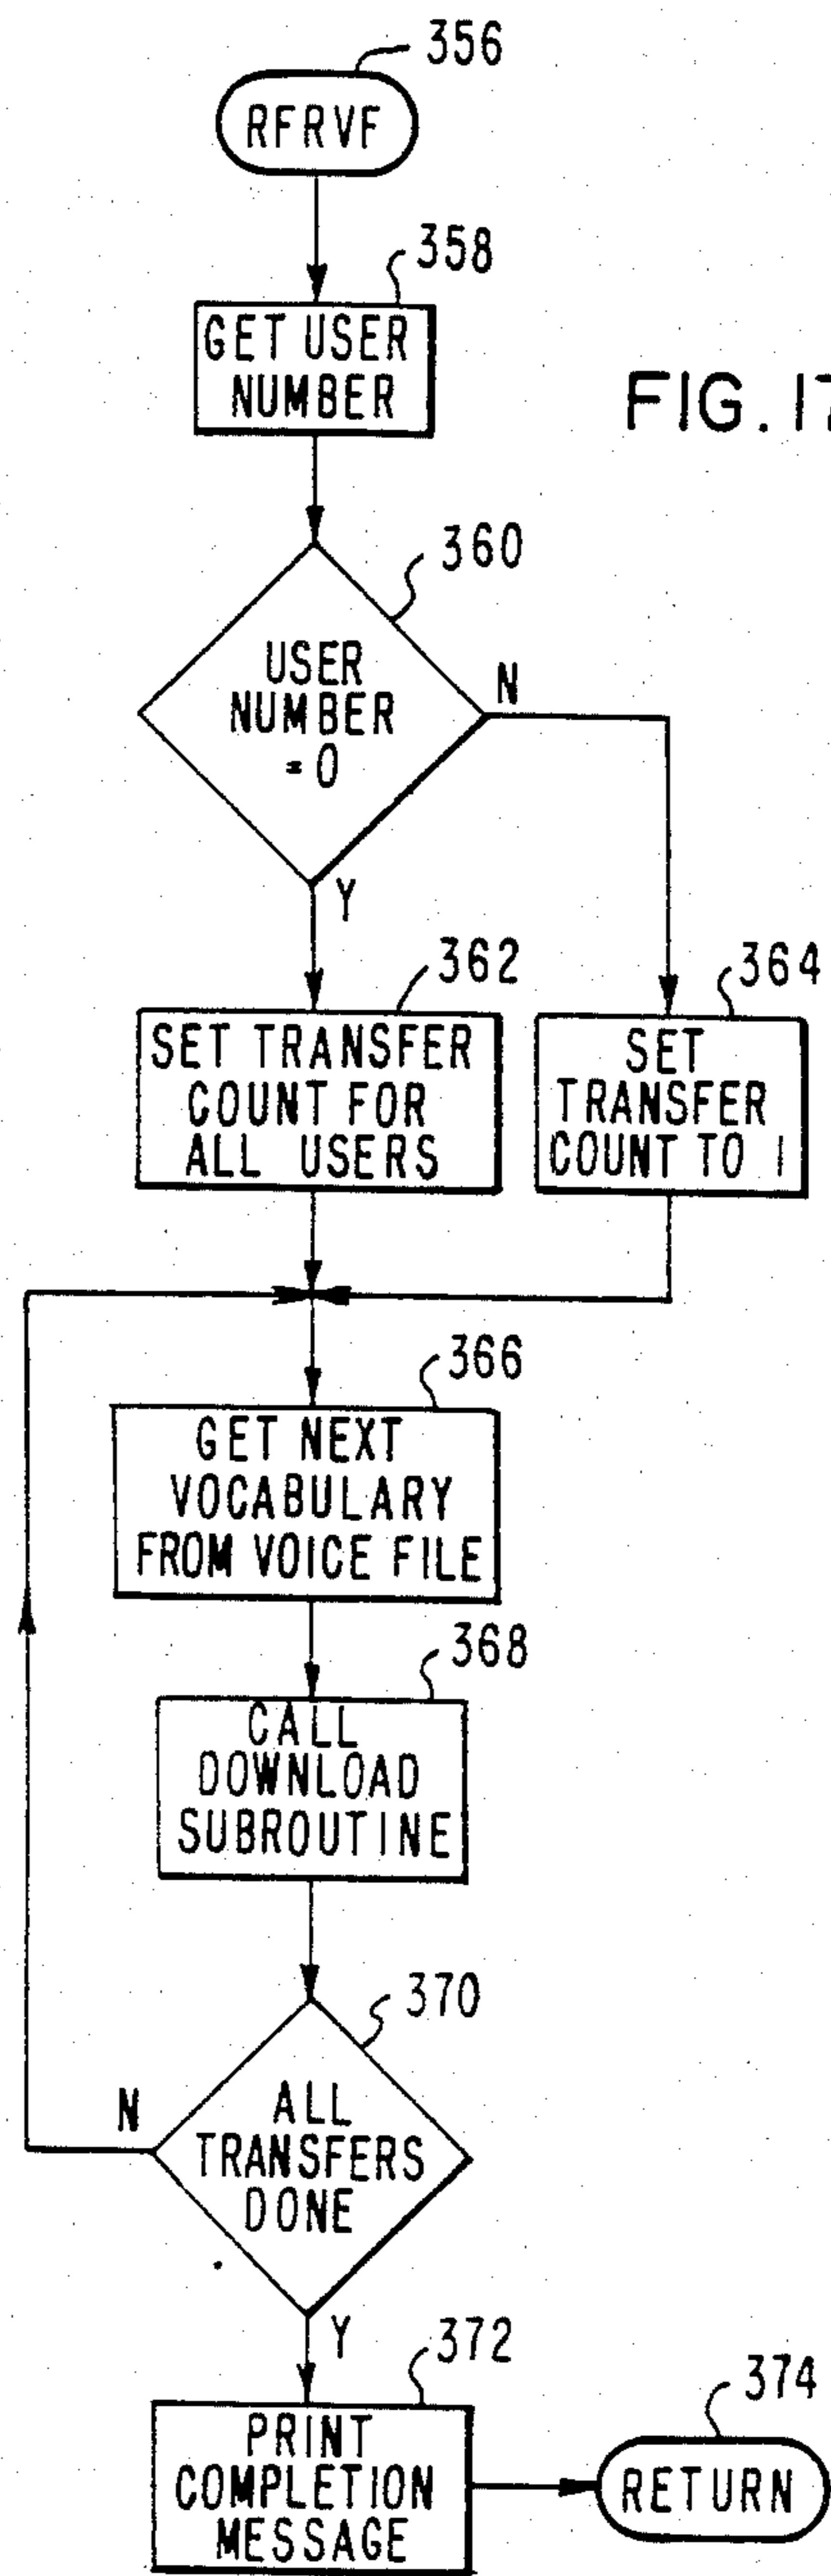 356
RFRVF
358
GET USER
NUMBER
FIG. 17
360
USER
NUMBER
= 0
N
Y
362
SET TRANSFER
COUNT FOR
ALL USERS
364
SET
TRANSFER
COUNT TO 1
366
GET NEXT
VOCABULARY
FROM VOICE FILE
368
CALL
DOWNLOAD
SUBROUTINE
370
ALL
TRANSFERS
DONE
N
Y
372
PRINT
COMPLETION
MESSAGE
374
RETURN